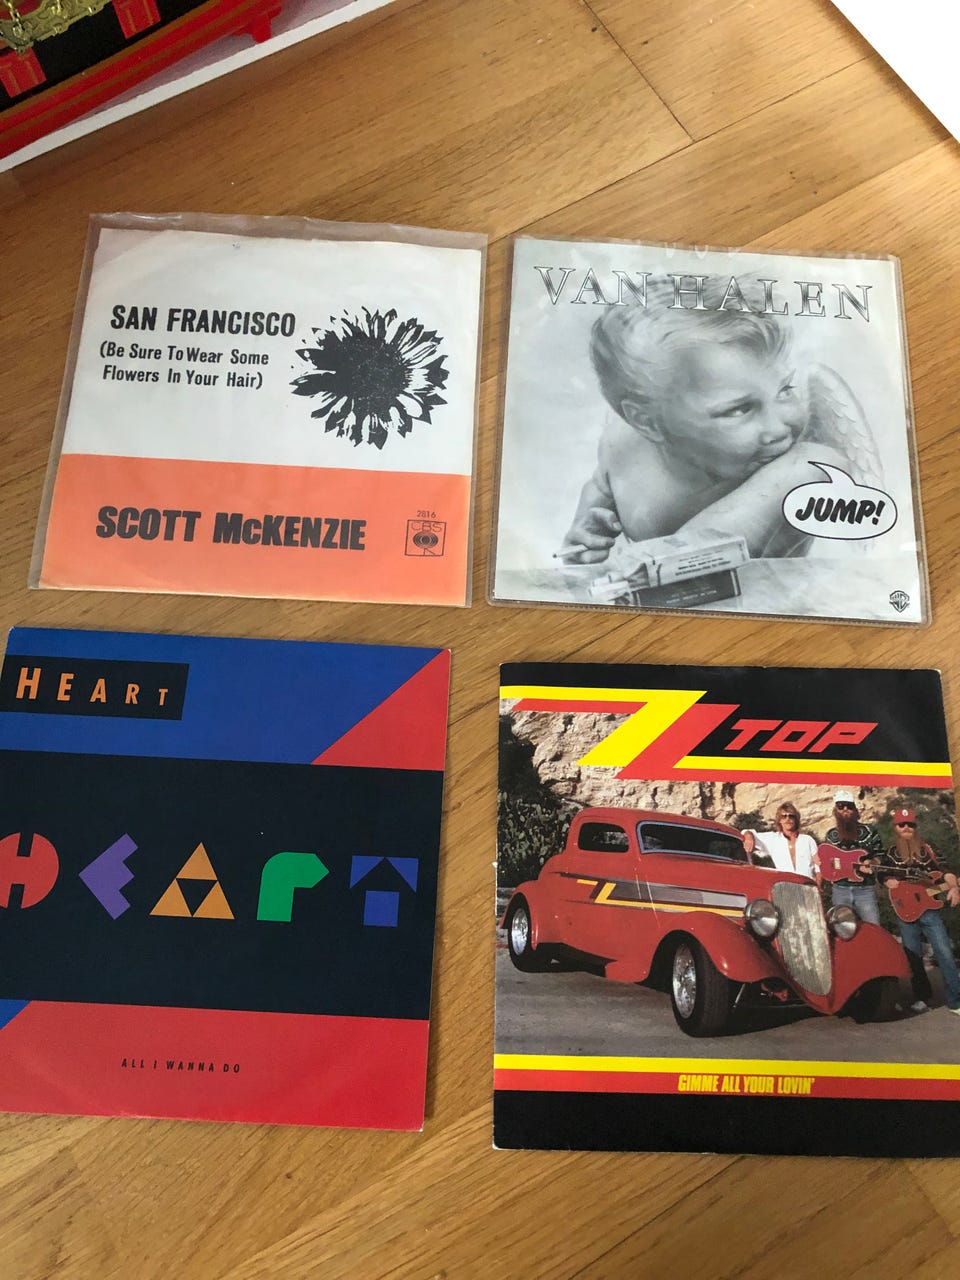 SAN FRANCISCO
(Be Sure To Wear Some
Flowers In Your Hair)
SCOTT McKENZIE
2816
CBS
VAN HALEN
JUMP!
HEART
HEART
ALL I WANNA DO
ZZ TOP
GIMME ALL YOUR LOVIN'